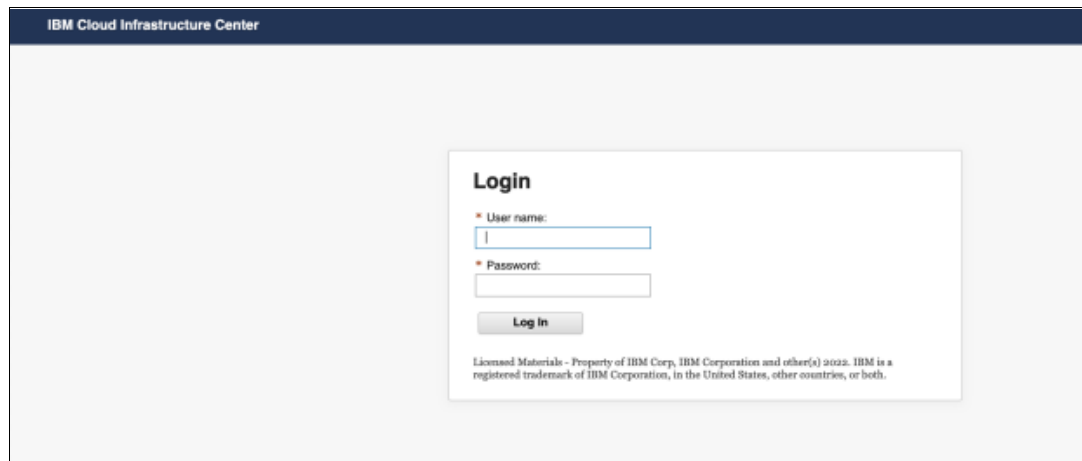 IBM Cloud Infrastructure Center
Login
* User name:
* Password:
Log In
Licensed Materials - Property of IBM Corp, IBM Corporation and other(s) 2022. IBM is a
registered trademark of IBM Corporation, in the United States, other countries, or both.